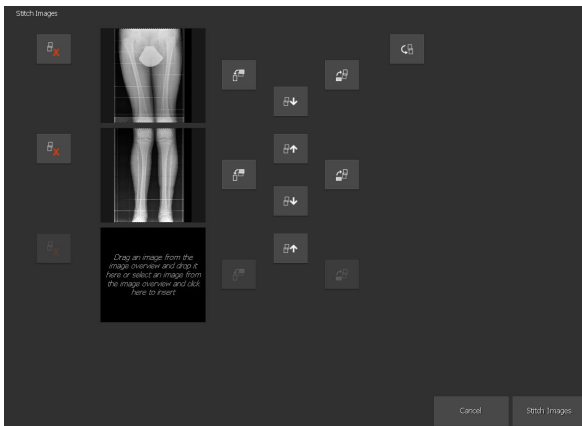 Stitch Images
Drag an image from the
image overview and drop it
here or select an image from
the image overview and click
here to insert
Cancel
Stitch Images